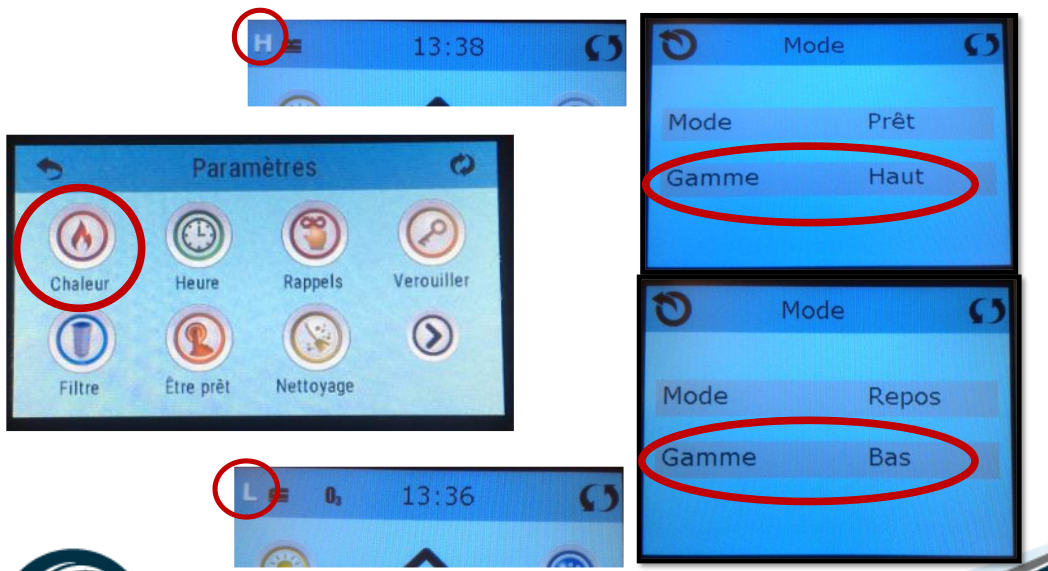 H 13:38
Mode
Mode Prêt
Gamme Haut
Paramètres
Chaleur Heure Rappels Verouiller
Filtre Être prêt Nettoyage
Mode
Mode Repos
Gamme Bas
L O₃ 13:36